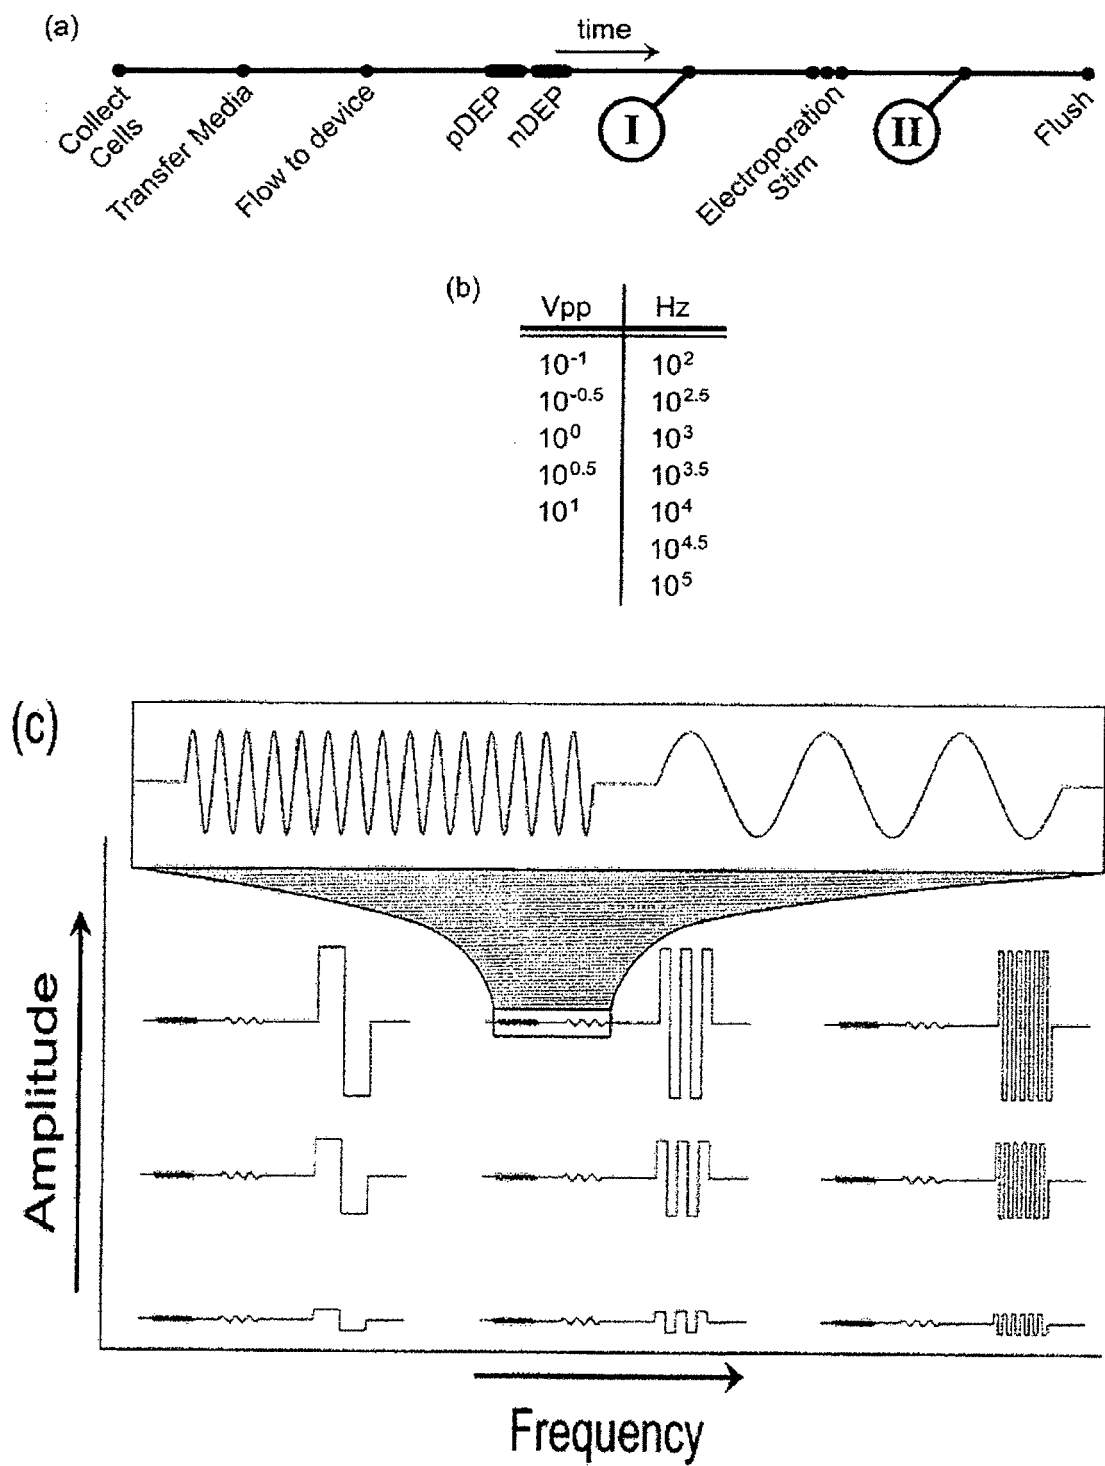 (a)
time
Collect
Cells
Transfer Media
Flow to device
pDEP
nDEP
I
Electroporation
Stim
II
Flush
(b)
Vpp Hz
10⁻¹ 10²
10⁻⁰·⁵ 10²·⁵
10⁰ 10³
10⁰·⁵ 10³·⁵
10¹ 10⁴
10⁴·⁵
10⁵
(c)
Amplitude
Frequency